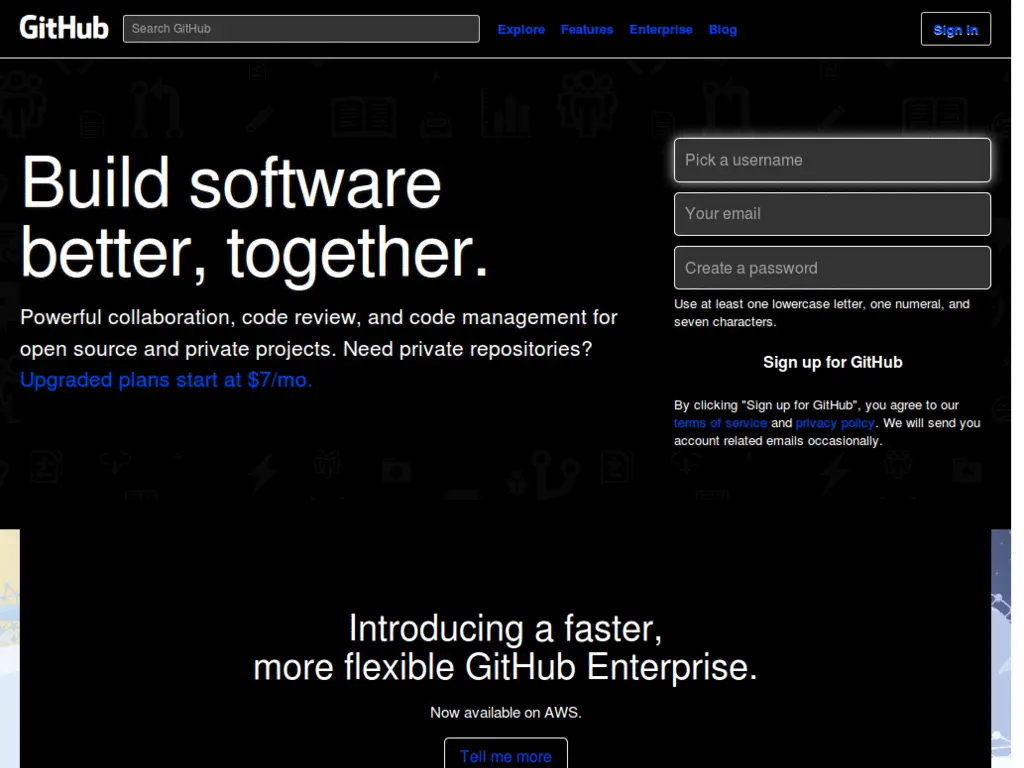 GitHub Search GitHub Explore Features Enterprise Blog Sign in
Build software
better, together.
Powerful collaboration, code review, and code management for
open source and private projects. Need private repositories?
Upgraded plans start at $7/mo.
Pick a username
Your email
Create a password
Use at least one lowercase letter, one numeral, and
seven characters.
Sign up for GitHub
By clicking "Sign up for GitHub", you agree to our
terms of service and privacy policy. We will send you
account related emails occasionally.
Introducing a faster,
more flexible GitHub Enterprise.
Now available on AWS.
Tell me more